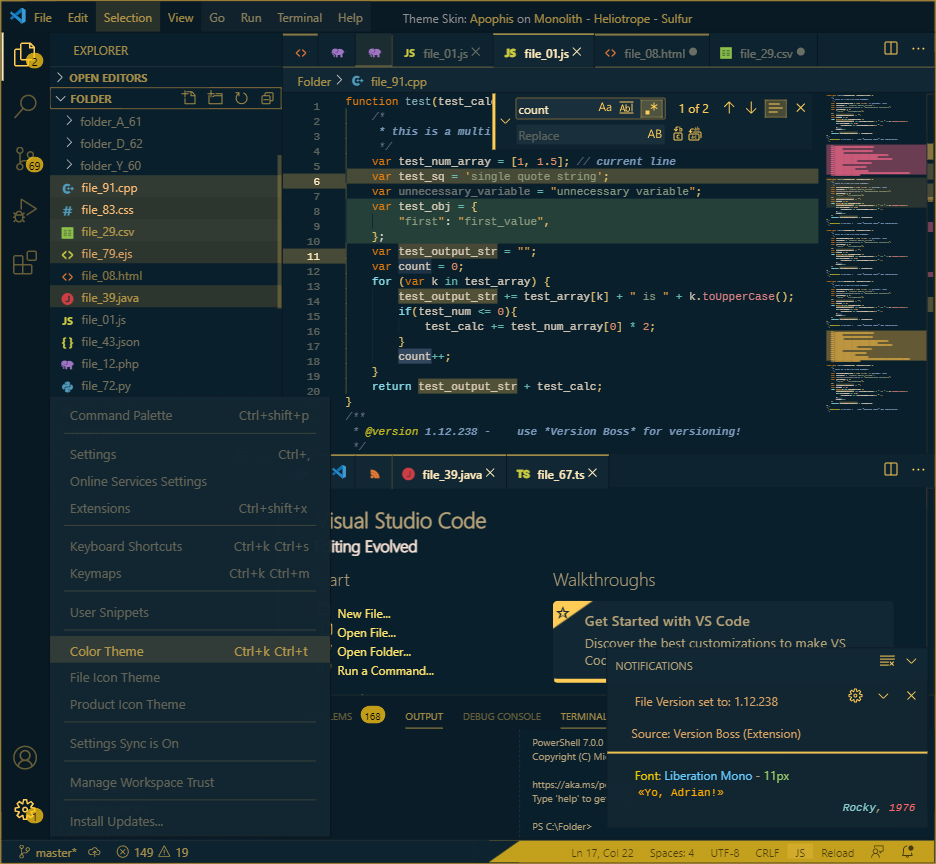 File Edit Selection View Go Run Terminal Help Theme Skin: Apophis on Monolith - Heliotrope - Sulfur
2
69
1
EXPLORER
OPEN EDITORS
FOLDER
folder_A_61
folder_D_62
folder_Y_60
file_91.cpp
file_83.css
file_29.csv
file_79.ejs
file_08.html
file_39.java
JS file_01.js
file_43.json
file_12.php
file_72.py
Command Palette Ctrl+shift+p
Settings Ctrl+,
Online Services Settings
Extensions Ctrl+shift+x
Keyboard Shortcuts Ctrl+k Ctrl+s
Keymaps Ctrl+k Ctrl+m
User Snippets
Color Theme Ctrl+k Ctrl+t
File Icon Theme
Product Icon Theme
Settings Sync is On
Manage Workspace Trust
Install Updates...
JS file_01.js JS file_01.js file_08.html file_29.csv
Folder > file_91.cpp
count Aa Abl .* 1 of 2
Replace AB
1 function test(test_cal
2 /*
3 * this is a multi
4 */
5 var test_num_array = [1, 1.5]; // current line
6 var test_sq = 'single quote string';
7 var unnecessary_variable = "unnecessary variable";
8 var test_obj = {
9 "first": "first_value",
10 };
11 var test_output_str = "";
12 var count = 0;
13 for (var k in test_array) {
14 test_output_str += test_array[k] + " is " + k.toUpperCase();
15 if(test_num <= 0){
16 test_calc += test_num_array[0] * 2;
17 }
18 count++;
19 }
20 return test_output_str + test_calc;
}
/**
* @version 1.12.238 - use *Version Boss* for versioning!
*/
file_39.java TS file_67.ts
isual Studio Code
iting Evolved
art
New File...
Open File...
Open Folder...
Run a Command...
Walkthroughs
Get Started with VS Code
Discover the best customizations to make VS
Coc
NOTIFICATIONS
File Version set to: 1.12.238
Source: Version Boss (Extension)
Font: Liberation Mono - 11px
«Yo, Adrian!»
Rocky, 1976
LEMS 168 OUTPUT DEBUG CONSOLE TERMINAL
PowerShell 7.0.0
Copyright (C) Mi
https://aka.ms/p
Type 'help' to ge
PS C:\Folder>
master* 149 19 Ln 17, Col 22 Spaces: 4 UTF-8 CRLF JS Reload